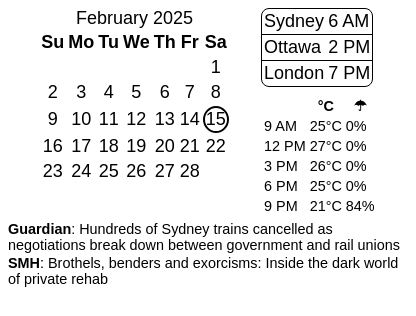 February 2025
Su Mo Tu We Th Fr Sa
1
2 3 4 5 6 7 8
9 10 11 12 13 14 15
16 17 18 19 20 21 22
23 24 25 26 27 28
Sydney 6 AM
Ottawa 2 PM
London 7 PM
°C ☂
9 AM 25°C 0%
12 PM 27°C 0%
3 PM 26°C 0%
6 PM 25°C 0%
9 PM 21°C 84%
Guardian: Hundreds of Sydney trains cancelled as
negotiations break down between government and rail unions
SMH: Brothels, benders and exorcisms: Inside the dark world
of private rehab